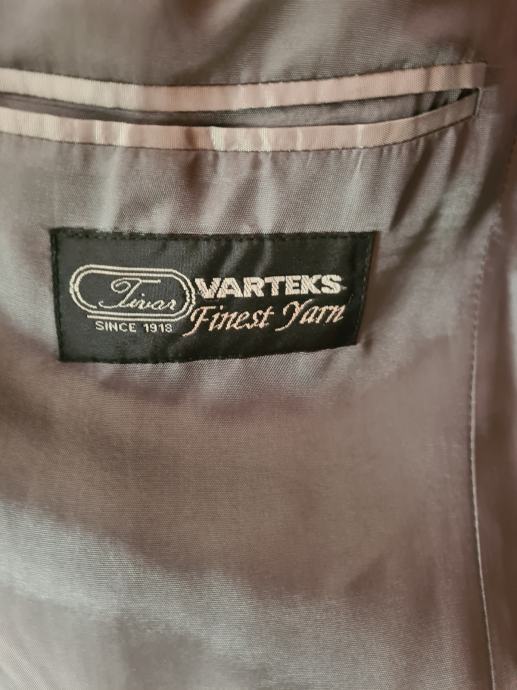 Tivar
SINCE 1918
VARTEKS
Finest Yarn